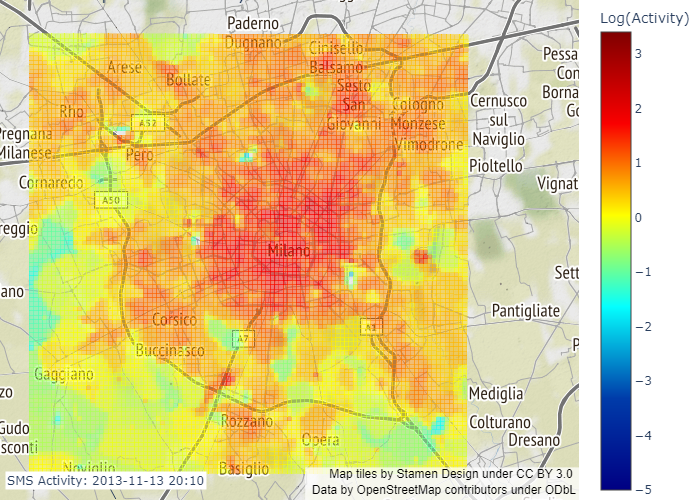 Log(Activity)
Paderno
Dugnano
Cinisello
Balsamo
Arese
Bollate
Sesto
San
Giovanni
Cologno
Monzese
Vimodrone
Pessa
Con
Borna
Go
Rho
A52
Cernusco
sul
Naviglio
Pregnana
Milanese
Pero
Pioltello
Cornaredo
Vignat
A50
reggio
Milano
Sett
ano
Pantigliate
Corsico
A7
Buccinasco
P
Gaggiano
zo
Mediglia
Rozzano
Colturano
Gudo
sconti
Opera
Dresano
Noviglio
Basiglio
SMS Activity: 2013-11-13 20:10
Map tiles by Stamen Design under CC BY 3.0
Data by OpenStreetMap contributors under ODbL
3
2
1
0
−1
−2
−3
−4
−5